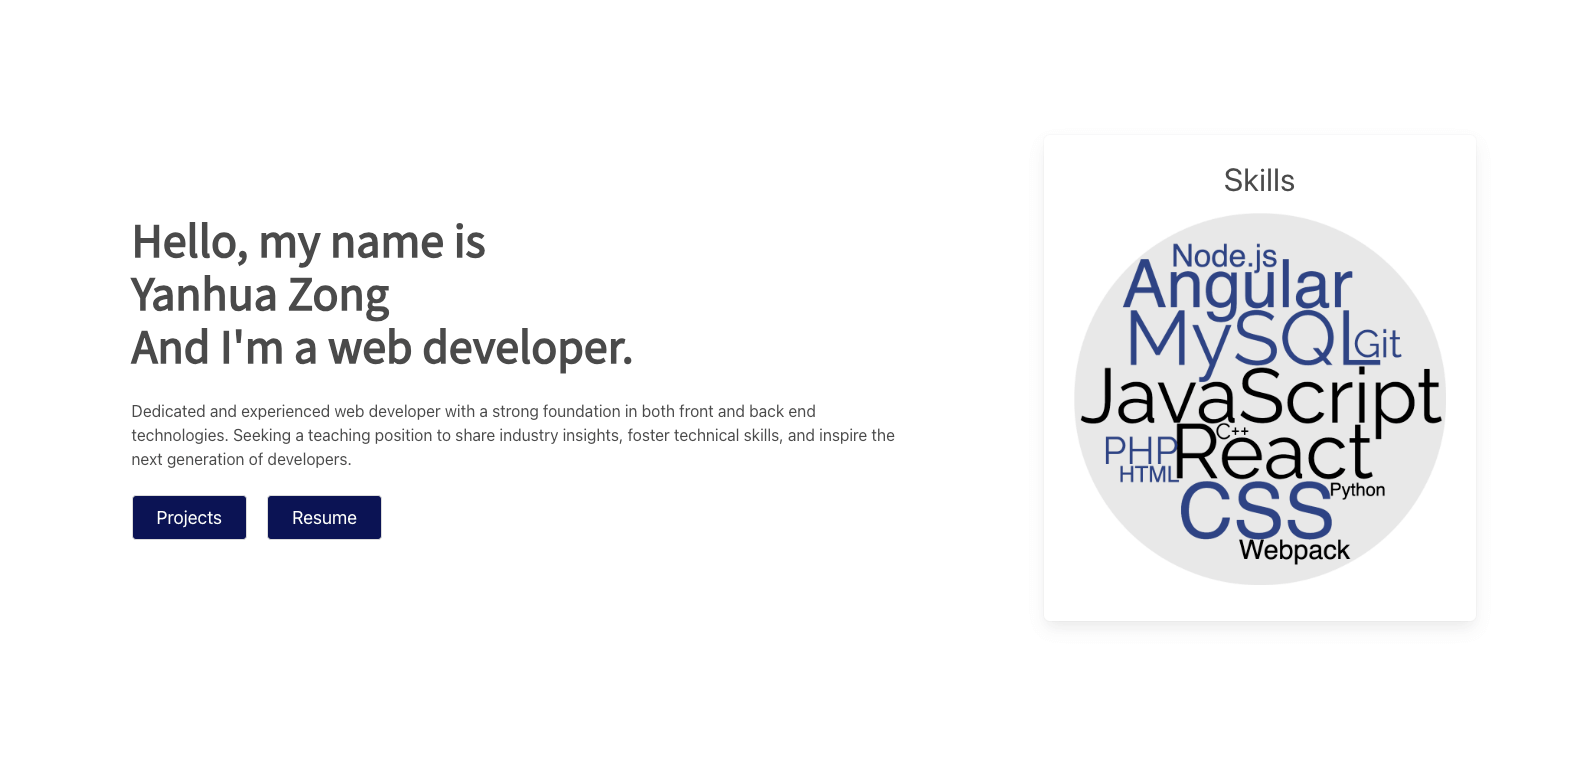 Hello, my name is
Yanhua Zong
And I'm a web developer.
Dedicated and experienced web developer with a strong foundation in both front and back end
technologies. Seeking a teaching position to share industry insights, foster technical skills, and inspire the
next generation of developers.
Projects
Resume
Skills
Node.js
Angular
MySQL
Git
JavaScript
C++
PHP
React
HTML
Python
CSS
Webpack